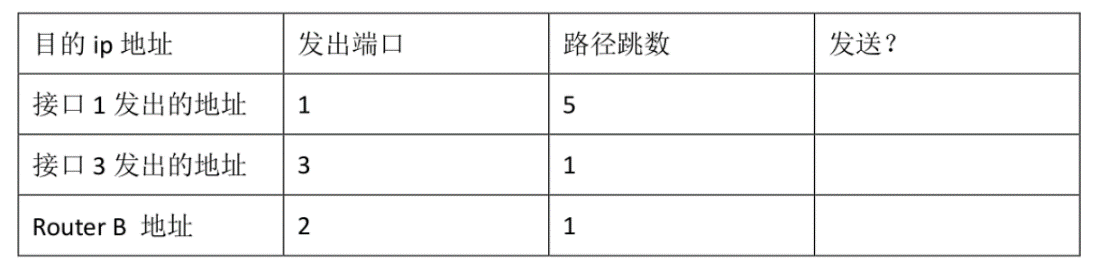 目的 ip 地址 发出端口 路径跳数 发送？
接口 1 发出的地址 1 5
接口 3 发出的地址 3 1
Router B 地址 2 1